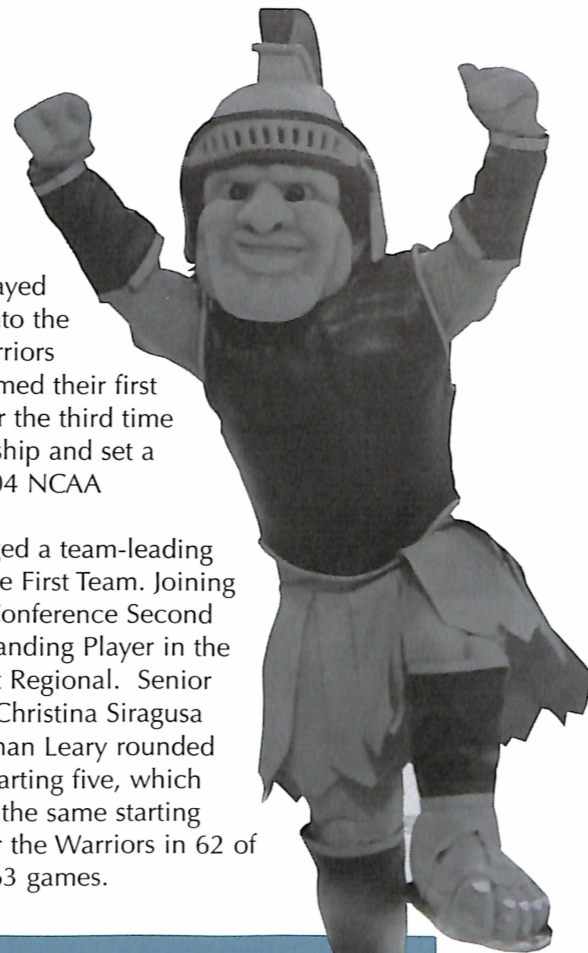 ayed
to the
rriors
med their first
r the third time
ship and set a
04 NCAA
ed a team-leading
e First Team. Joining
Conference Second
anding Player in the
t Regional. Senior
Christina Siragusa
man Leary rounded
arting five, which
the same starting
r the Warriors in 62 of
63 games.